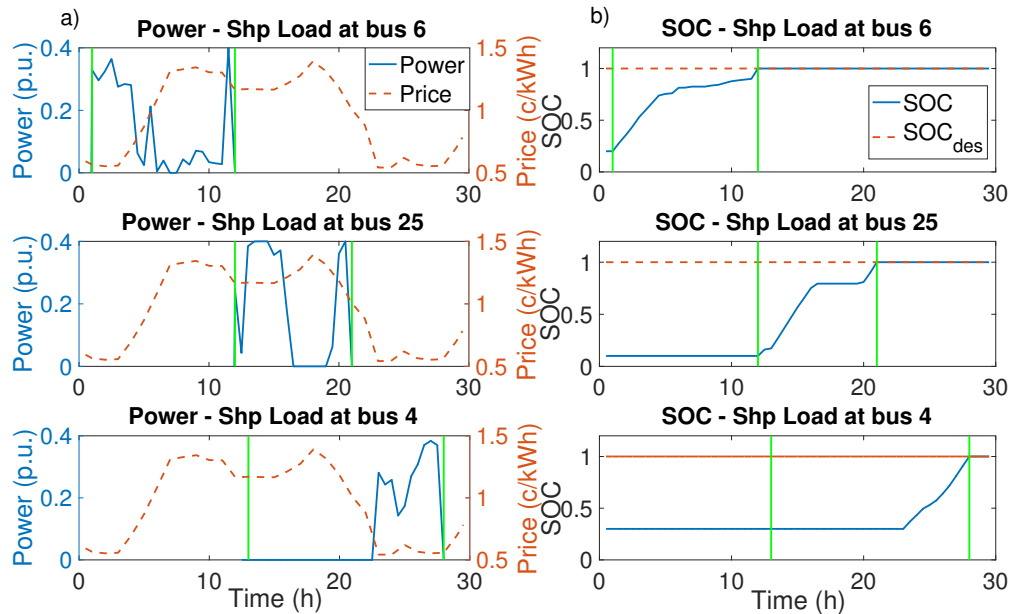 a)
Power - Shp Load at bus 6
Power (p.u.)
0.4
0.2
0
Power
Price
1.5
1
0.5
Price (c/kWh)
0 10 20 30
Power - Shp Load at bus 25
Power (p.u.)
0.4
0.2
0
1.5
1
0.5
Price (c/kWh)
0 10 20 30
Power - Shp Load at bus 4
Power (p.u.)
0.4
0.2
0
1.5
1
0.5
Price (c/kWh)
0 10 20 30
Time (h)
b)
SOC - Shp Load at bus 6
SOC
1
0.5
0
SOC
SOCdes
0 10 20 30
SOC - Shp Load at bus 25
SOC
1
0.5
0
0 10 20 30
SOC - Shp Load at bus 4
SOC
1
0.5
0
0 10 20 30
Time (h)